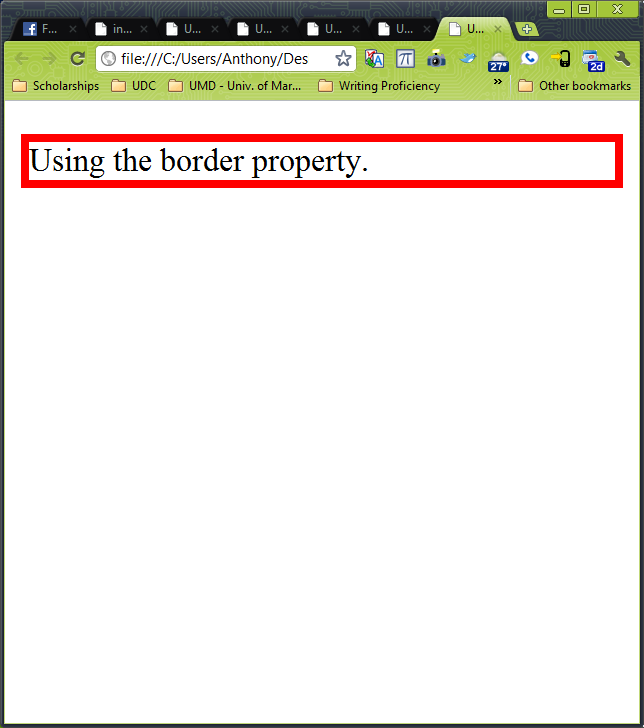 F... in... U... U... U... U... U...
file:///C:/Users/Anthony/Des 27° 2d
Scholarships UDC UMD - Univ. of Mar... Writing Proficiency » Other bookmarks
Using the border property.